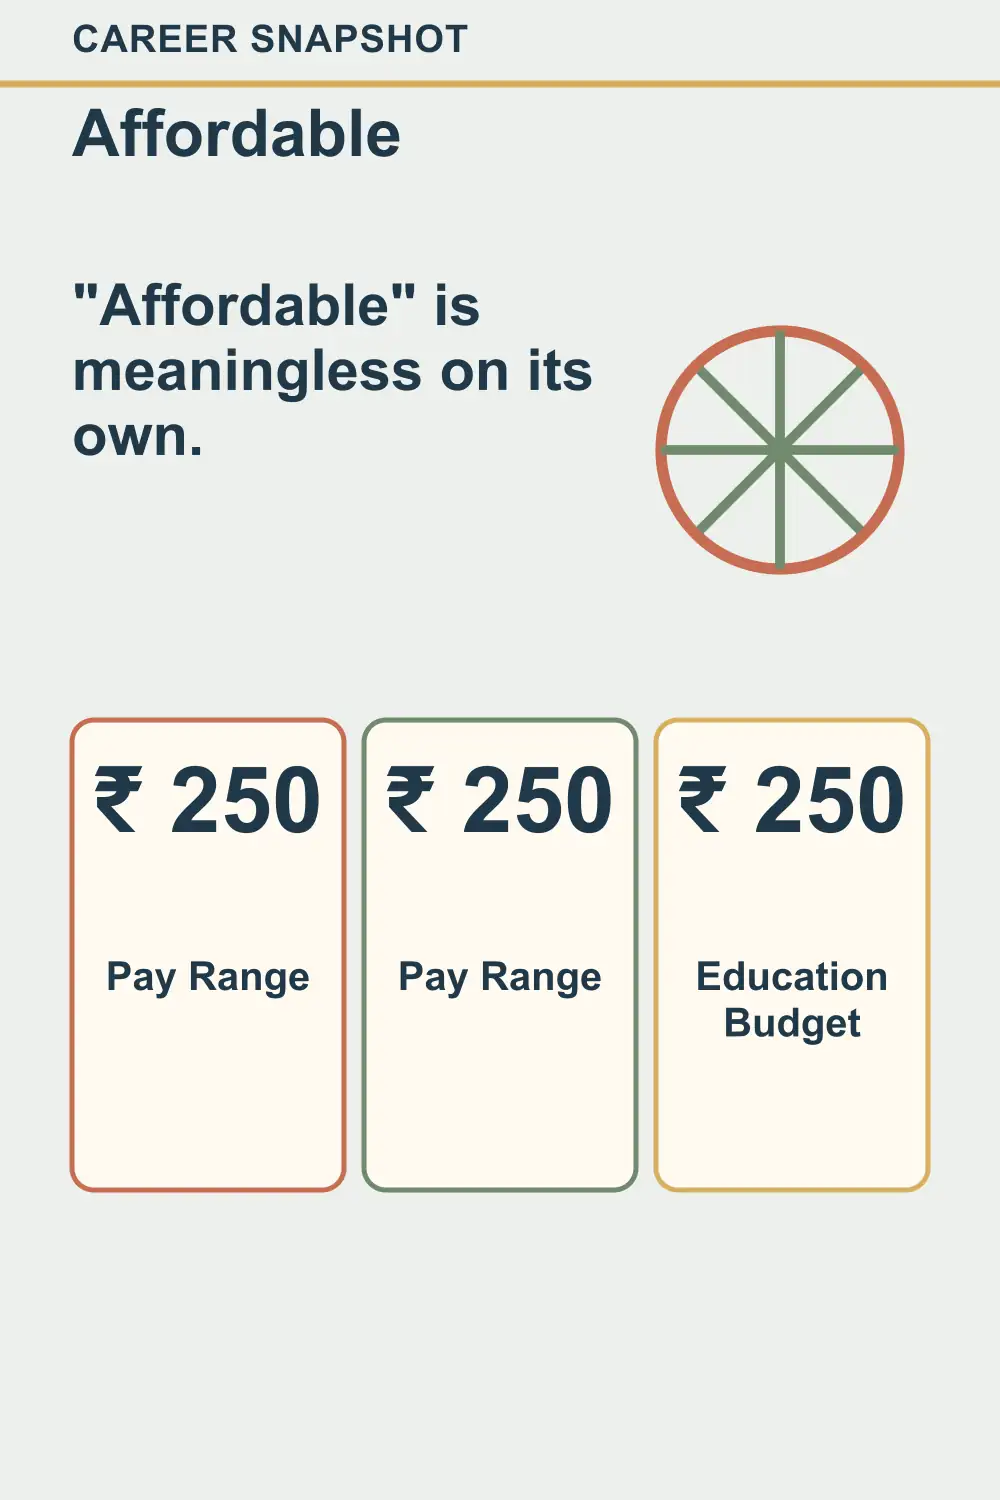 CAREER SNAPSHOT
Affordable
"Affordable" is
meaningless on its
own.
₹ 250
Pay Range
₹ 250
Pay Range
₹ 250
Education
Budget